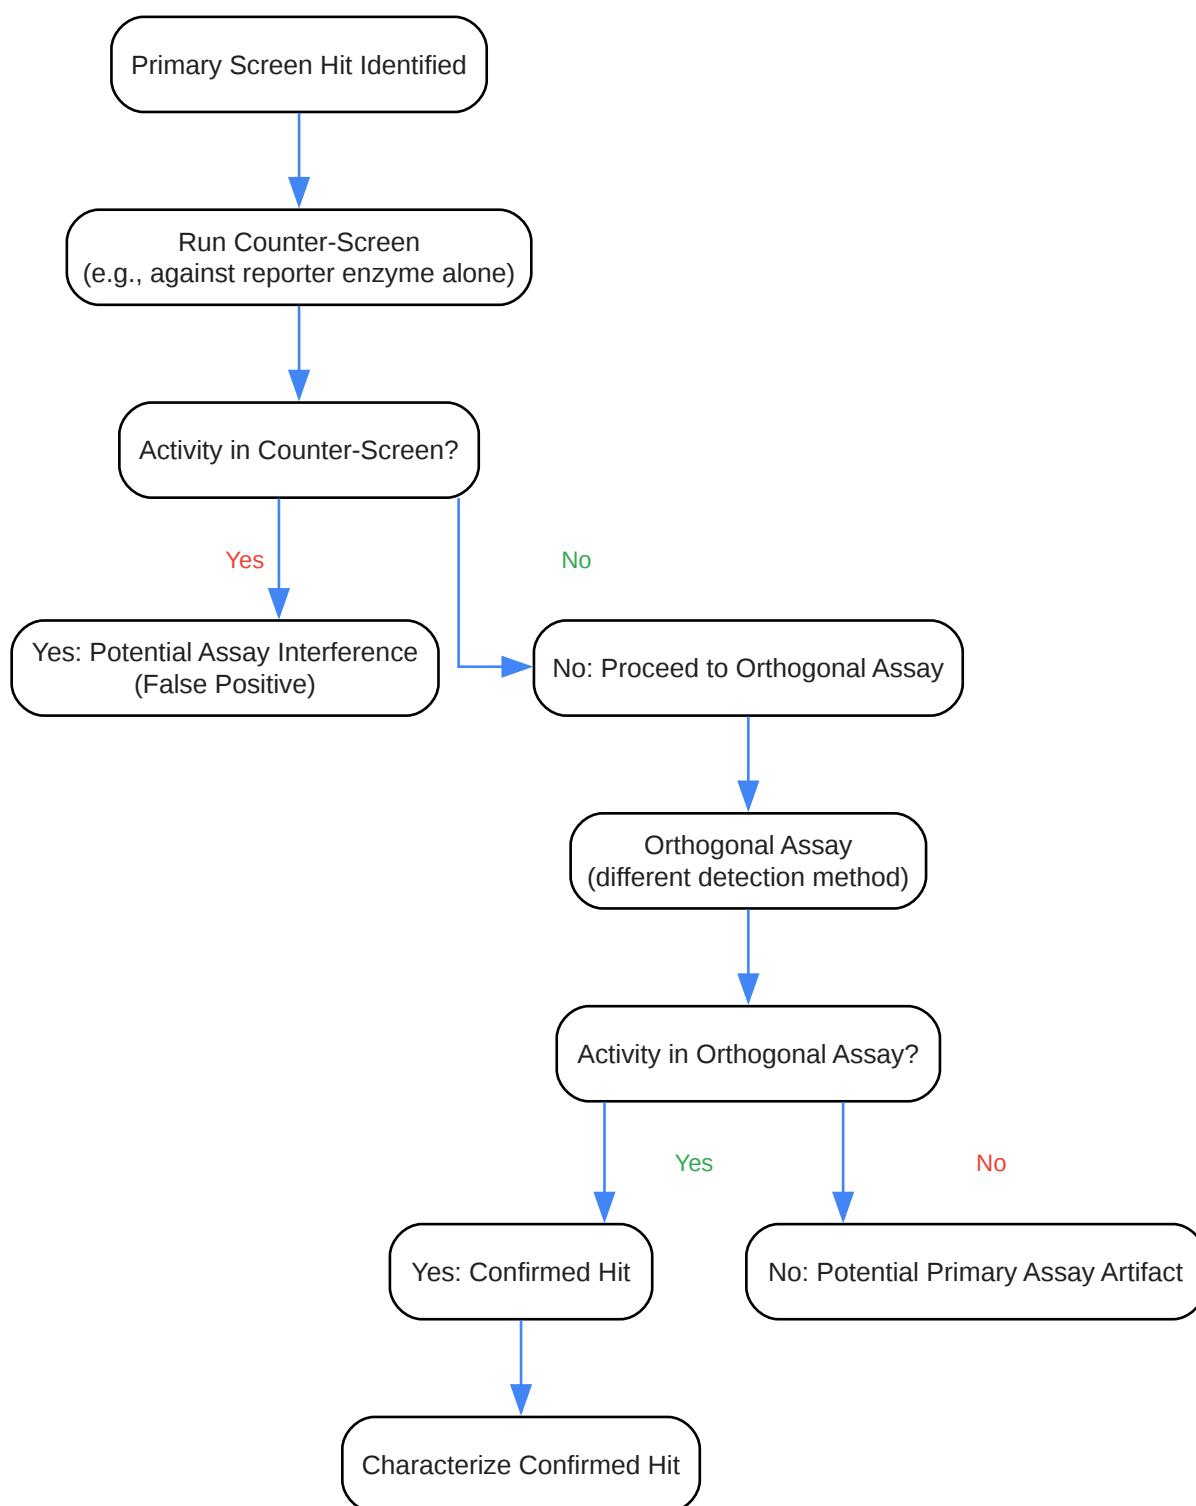 Primary Screen Hit Identified
Run Counter-Screen
(e.g., against reporter enzyme alone)
Activity in Counter-Screen?
Yes
No
Yes: Potential Assay Interference
(False Positive)
No: Proceed to Orthogonal Assay
Orthogonal Assay
(different detection method)
Activity in Orthogonal Assay?
Yes
No
Yes: Confirmed Hit
No: Potential Primary Assay Artifact
Characterize Confirmed Hit